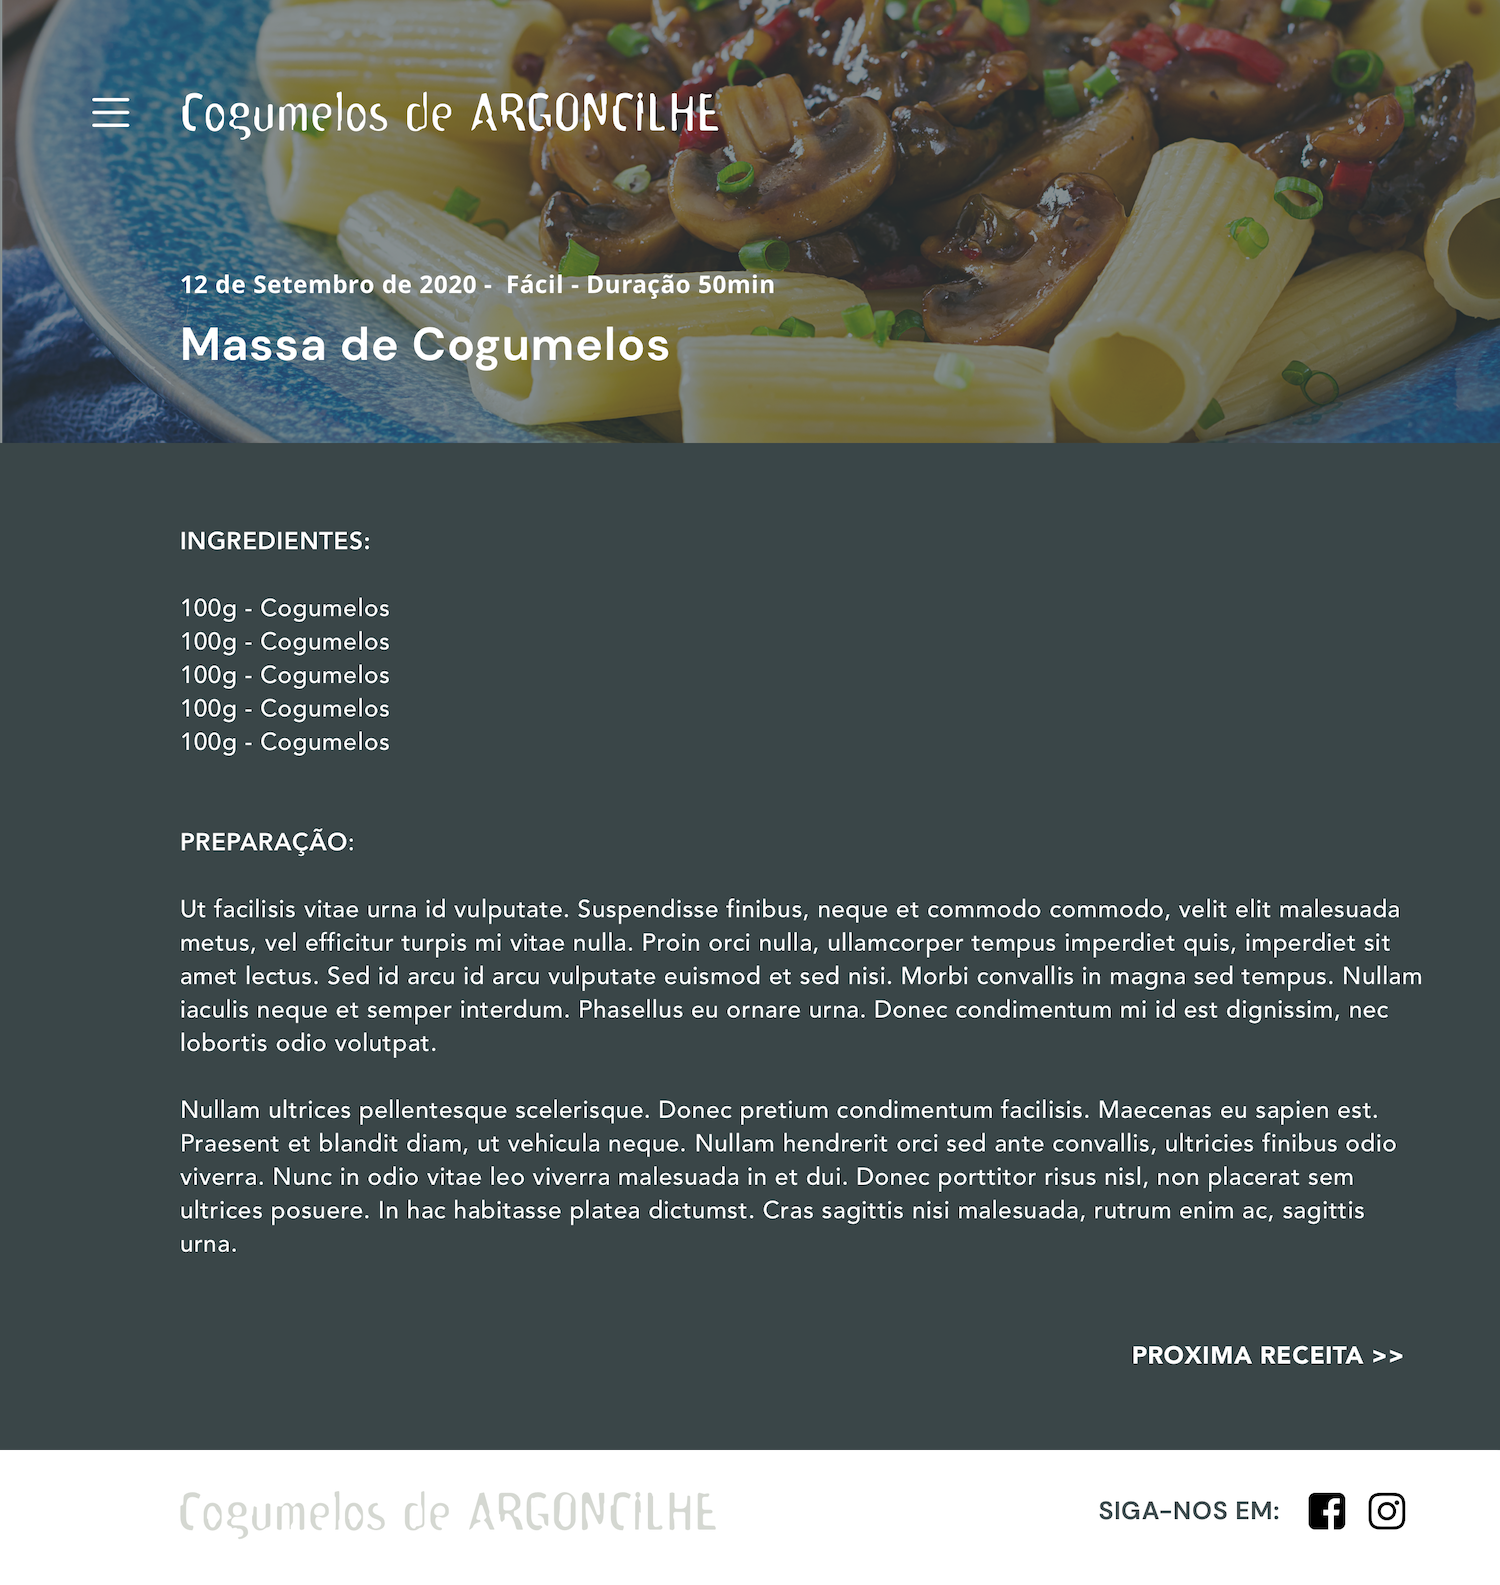 Cogumelos de ARGONCiLHE
12 de Setembro de 2020 - Fácil - Duração 50min
Massa de Cogumelos
INGREDIENTES:
100g - Cogumelos
100g - Cogumelos
100g - Cogumelos
100g - Cogumelos
100g - Cogumelos
PREPARAÇÃO:
Ut facilisis vitae urna id vulputate. Suspendisse finibus, neque et commodo commodo, velit elit malesuada
metus, vel efficitur turpis mi vitae nulla. Proin orci nulla, ullamcorper tempus imperdiet quis, imperdiet sit
amet lectus. Sed id arcu id arcu vulputate euismod et sed nisi. Morbi convallis in magna sed tempus. Nullam
iaculis neque et semper interdum. Phasellus eu ornare urna. Donec condimentum mi id est dignissim, nec
lobortis odio volutpat.
Nullam ultrices pellentesque scelerisque. Donec pretium condimentum facilisis. Maecenas eu sapien est.
Praesent et blandit diam, ut vehicula neque. Nullam hendrerit orci sed ante convallis, ultricies finibus odio
viverra. Nunc in odio vitae leo viverra malesuada in et dui. Donec porttitor risus nisl, non placerat sem
ultrices posuere. In hac habitasse platea dictumst. Cras sagittis nisi malesuada, rutrum enim ac, sagittis
urna.
PROXIMA RECEITA >>
Cogumelos de ARGONCiLHE
SIGA-NOS EM: